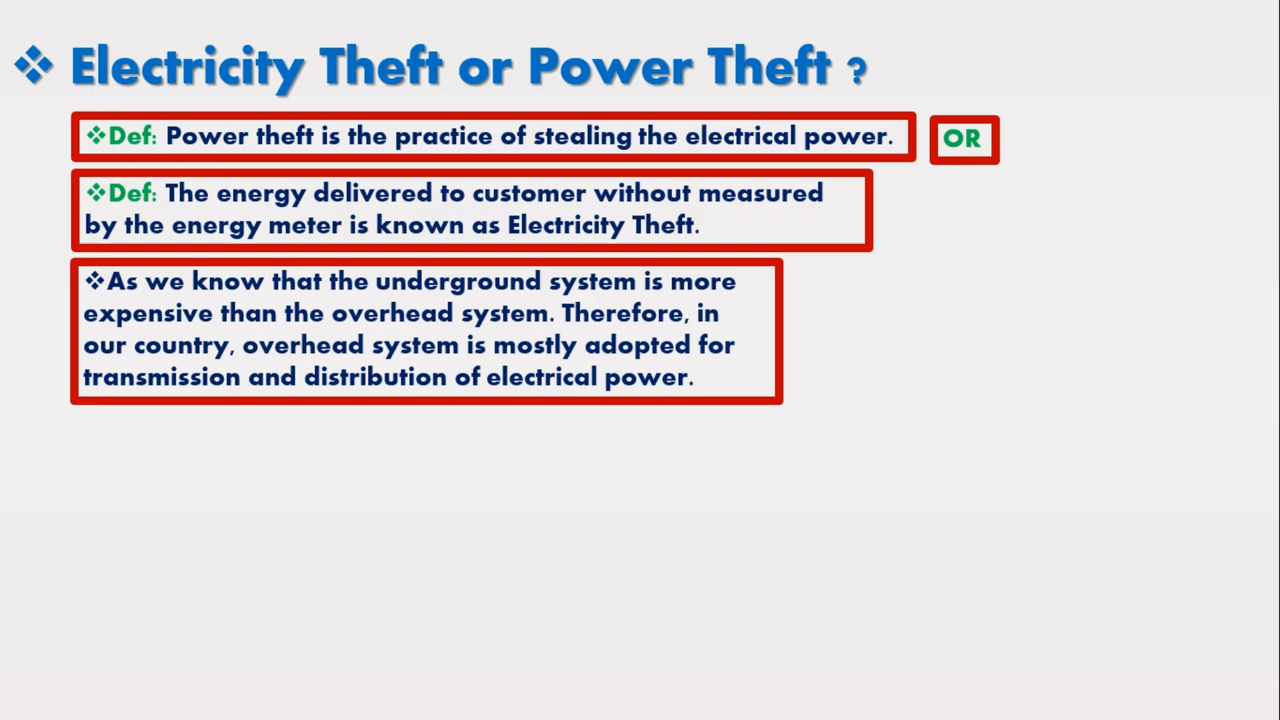 ❖ Electricity Theft or Power Theft ?
❖Def: Power theft is the practice of stealing the electrical power.
OR
❖Def: The energy delivered to customer without measured
by the energy meter is known as Electricity Theft.
❖As we know that the underground system is more
expensive than the overhead system. Therefore, in
our country, overhead system is mostly adopted for
transmission and distribution of electrical power.